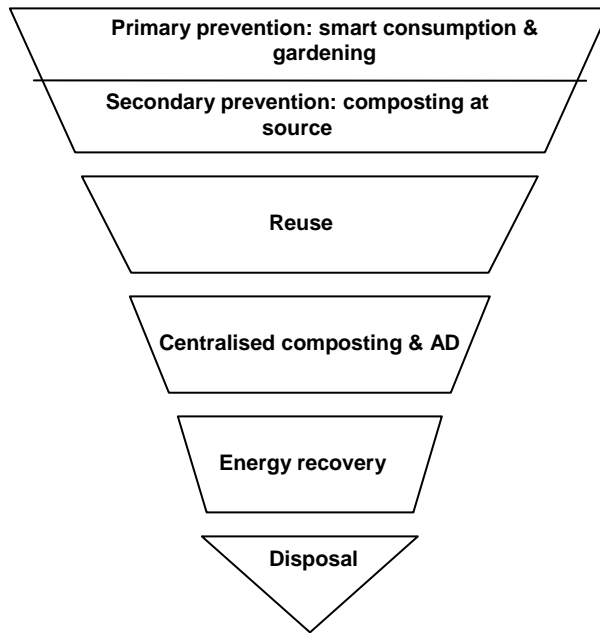 Primary prevention: smart consumption &
gardening
Secondary prevention: composting at
source
Reuse
Centralised composting & AD
Energy recovery
Disposal